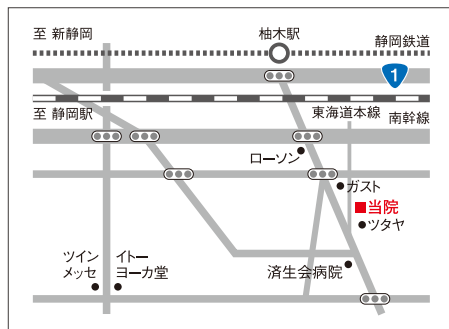 至 新静岡
柚木駅
静岡鉄道
1
至 静岡駅
東海道本線
南幹線
ローソン
ガスト
当院
ツタヤ
ツイン
メッセ
イトー
ヨーカ堂
済生会病院